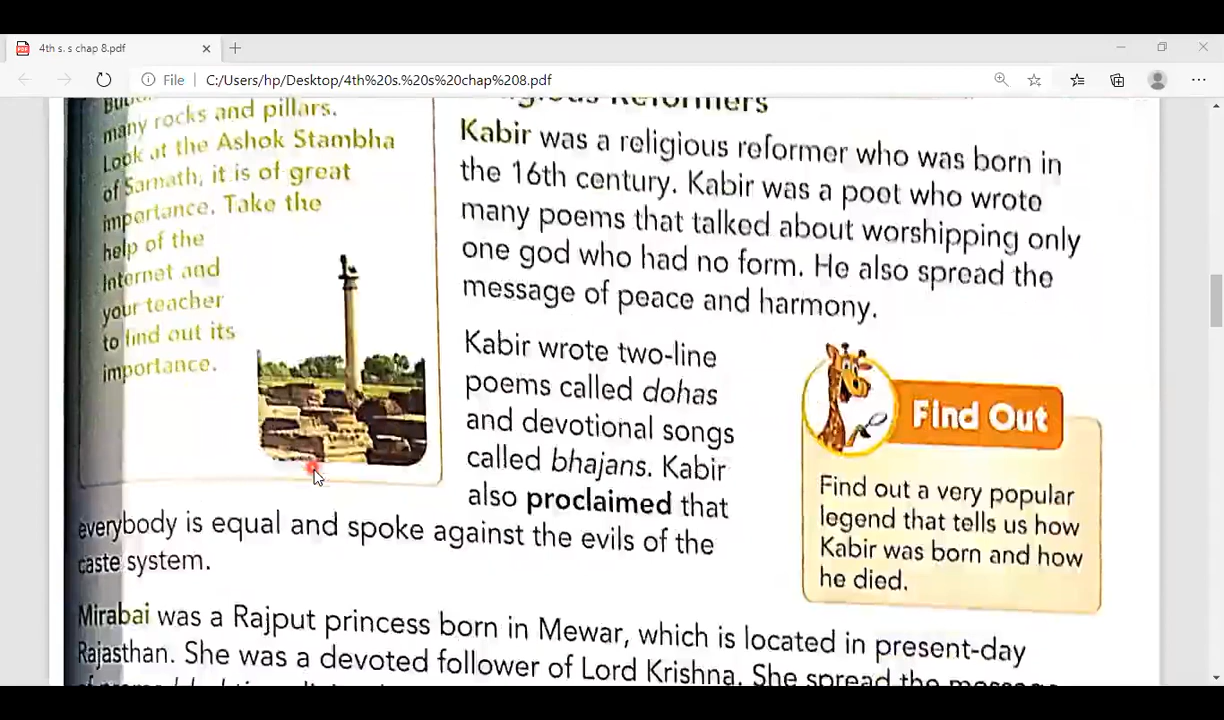 4th s. s chap 8.pdf
File
C:/Users/hp/Desktop/4th%20s.%20s%20chap%208.pdf
many rocks and pillars.
Look at the Ashok Stambha
of Sarnath, it is of great
importance. Take the
help of the
Internet and
your teacher
to find out its
importance.
Reformers
Kabir was a religious reformer who was born in
the 16th century. Kabir was a poet who wrote
many poems that talked about worshipping only
one god who had no form. He also spread the
message of peace and harmony.
Kabir wrote two-line
poems called dohas
and devotional songs
called bhajans. Kabir
also proclaimed that
everybody is equal and spoke against the evils of the
caste system.
Find Out
Find out a very popular
legend that tells us how
Kabir was born and how
he died.
Mirabai was a Rajput princess born in Mewar, which is located in present-day
Rajasthan. She was a devoted follower of Lord Krishna. She spread the message